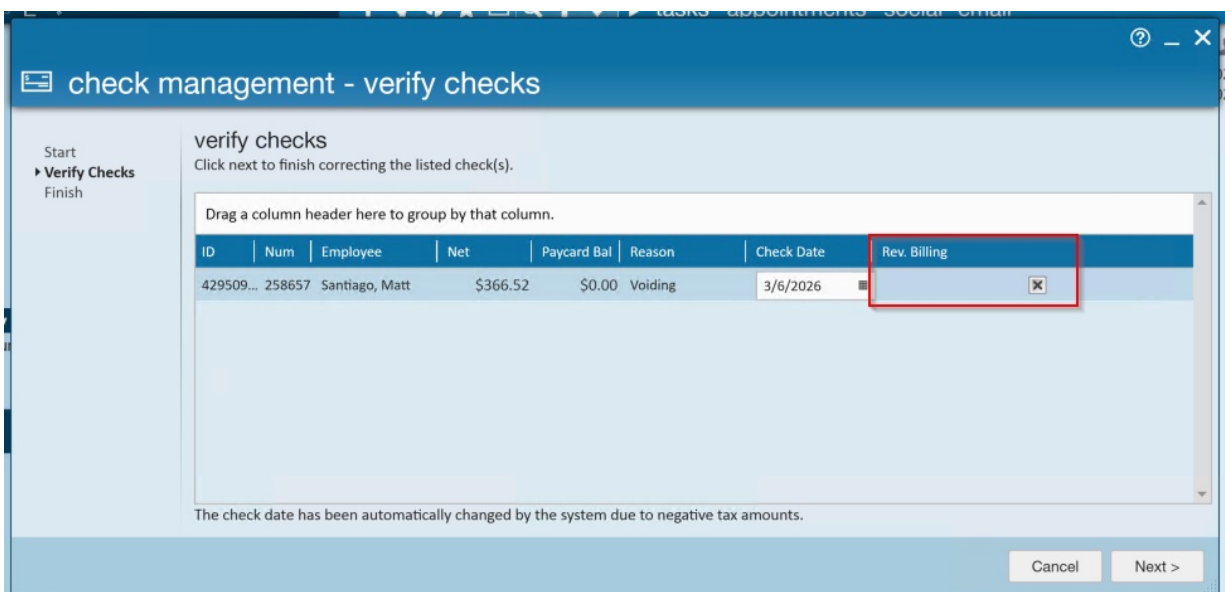 tasks appointments social email
check management - verify checks
Start
Verify Checks
Finish
verify checks
Click next to finish correcting the listed check(s).
Drag a column header here to group by that column.
ID Num Employee Net Paycard Bal Reason Check Date Rev. Billing
429509... 258657 Santiago, Matt $366.52 $0.00 Voiding 3/6/2026
The check date has been automatically changed by the system due to negative tax amounts.
Cancel Next >